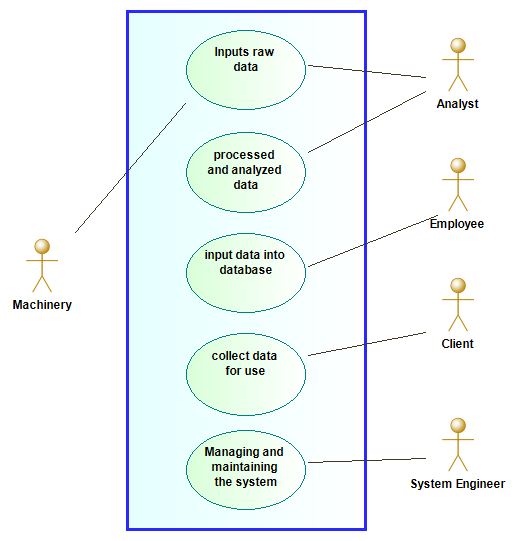 Inputs raw
data
Analyst
processed
and analyzed
data
Employee
input data into
database
Machinery
Client
collect data
for use
Managing and
maintaining
the system
System Engineer